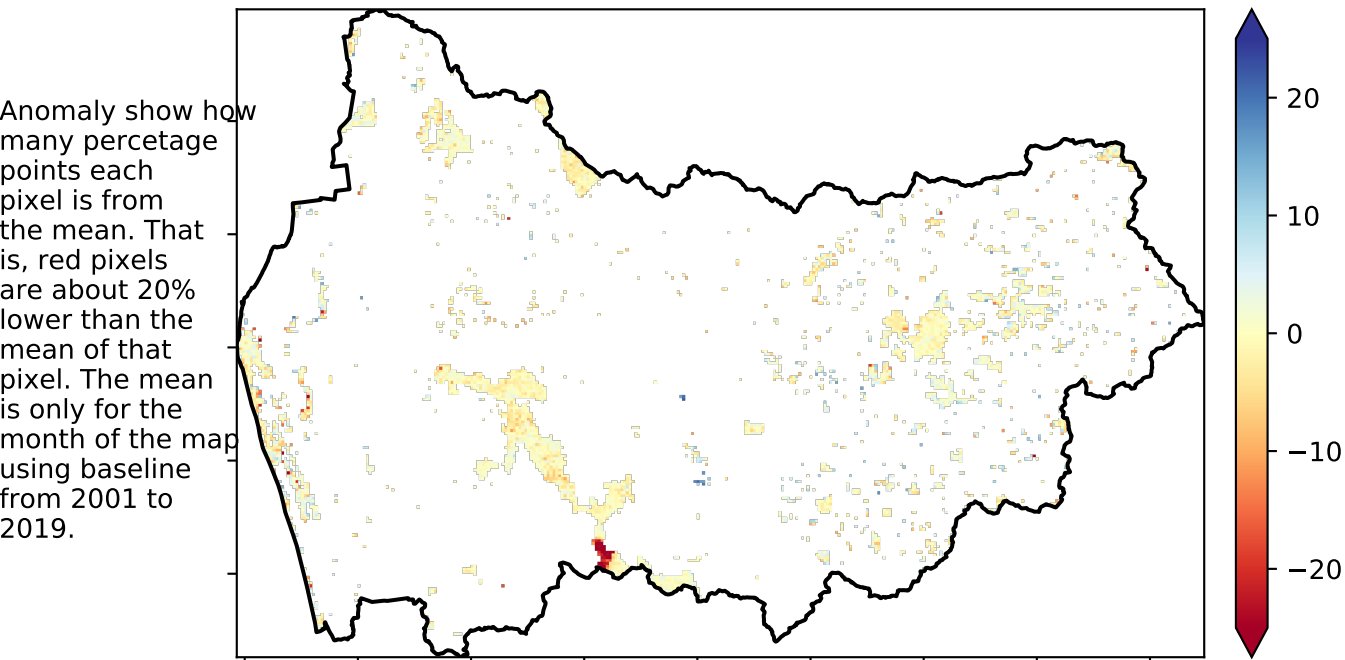 Anomaly show how
many percetage
points each
pixel is from
the mean. That
is, red pixels
are about 20%
lower than the
mean of that
pixel. The mean
is only for the
month of the map
using baseline
from 2001 to
2019.
20
10
0
−10
−20